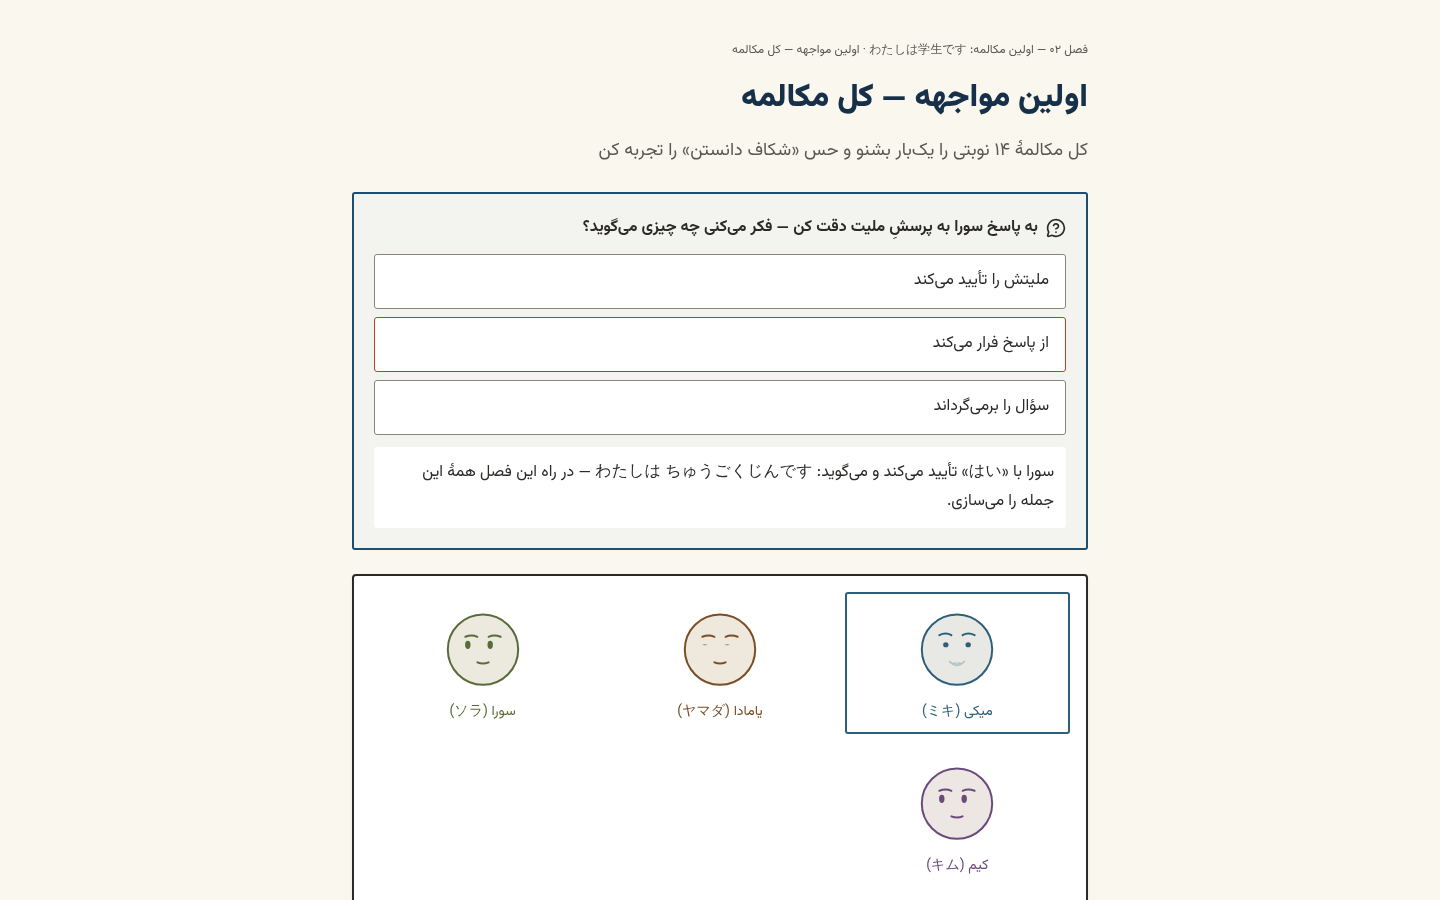 فصل ۰۲ — اولین مکالمه: わたしは学生です · اولین مواجهه — کل مکالمه
اولین مواجهه — کل مکالمه
کل مکالمهٔ ۱۴ نوبتی را یک‌بار بشنو و حس «شکاف دانستن» را تجربه کن
به پاسخ سورا به پرسشِ ملیت دقت کن — فکر می‌کنی چه چیزی می‌گوید؟
ملیتش را تأیید می‌کند
از پاسخ فرار می‌کند
سؤال را برمی‌گرداند
سورا با «はい» تأیید می‌کند و می‌گوید: わたしは ちゅうごくじんです — در راه این فصل همهٔ این
جمله را می‌سازی.
میکی (ミキ)
یامادا (ヤマダ)
سورا (ソラ)
کیم (キム)